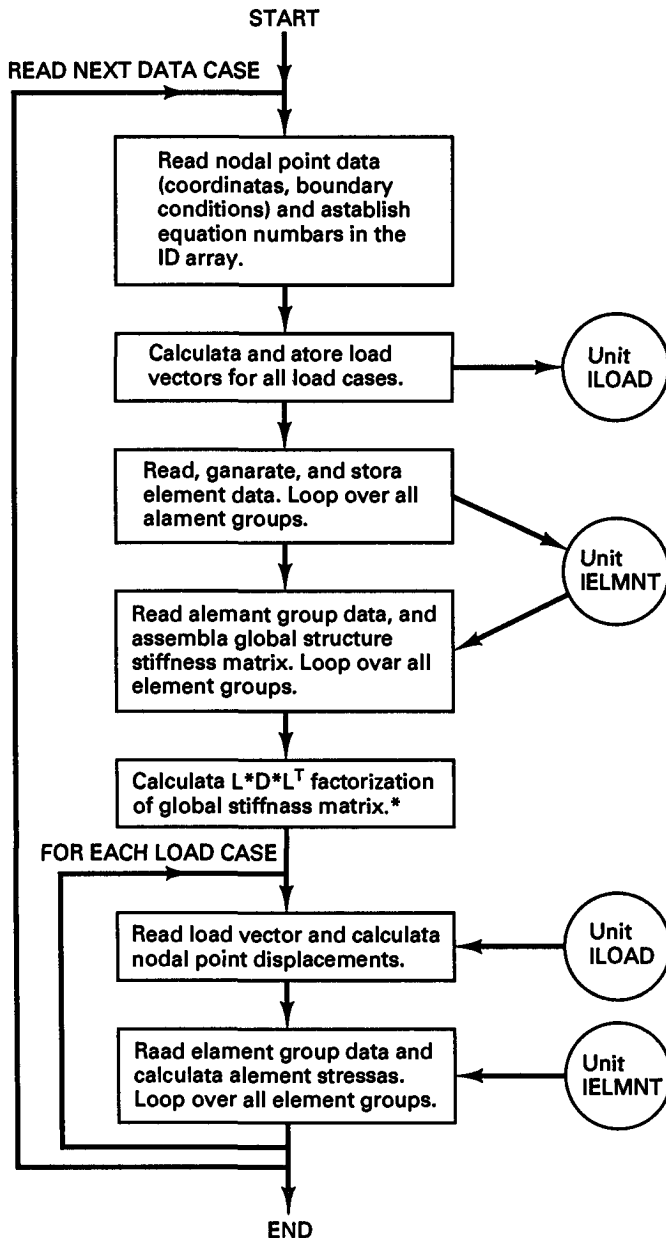 START
READ NEXT DATA CASE
Read nodal point data
(coordinatas, boundary
conditions) and astablish
equation numbars in the
ID array.
Calculata and atore load
vectors for all load cases.
Unit
ILOAD
Read, ganarate, and stora
element data. Loop over all
alament groups.
Unit
IELMNT
Read alemant group data, and
assembla global structure
stiffness matrix. Loop ovar all
element groups.
Calculata L*D*Lᵀ factorization
of global stiffnass matrix.*
FOR EACH LOAD CASE
Read load vector and calculata
nodal point displacements.
Unit
ILOAD
Raad elament group data and
calculata alement stressas.
Loop over all element groups.
Unit
IELMNT
END